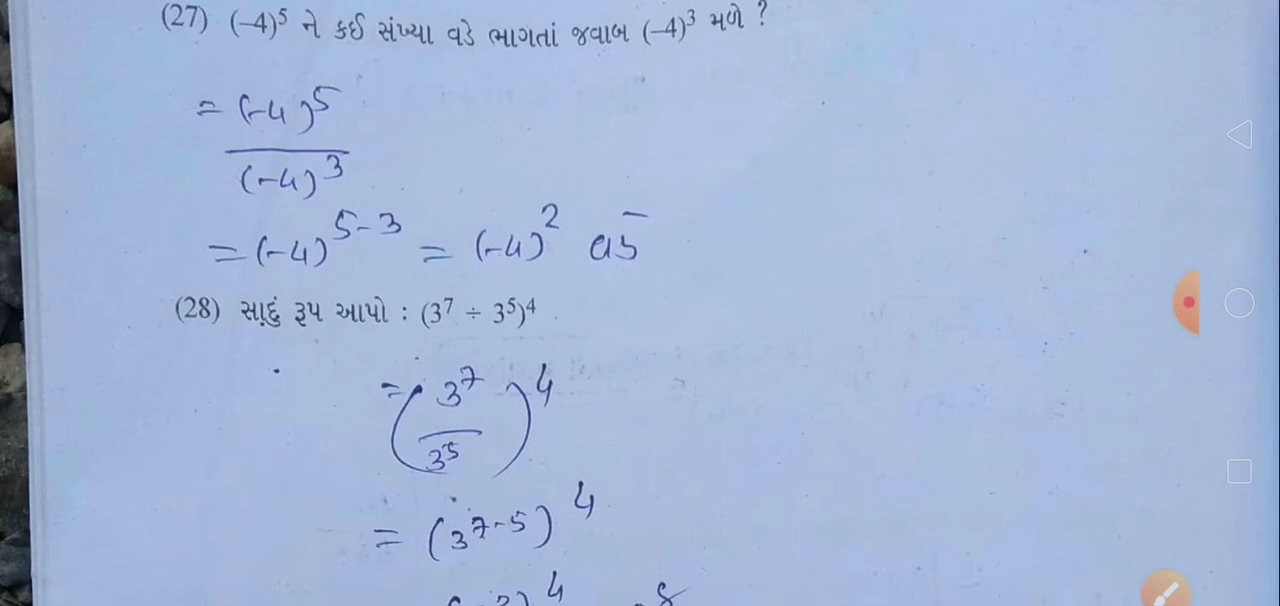 (27) (−4)⁵ ને કઈ સંખ્યા વડે ભાગતાં જવાબ (−4)³ મળે ?
= (-4)⁵
(-4)³
= (-4)⁵⁻³ = (-4)² વડે
(28) સાદું રૂપ આપો : (3⁷ ÷ 3⁵)⁴
= (3⁷
3⁵)⁴
= (3⁷⁻⁵)⁴